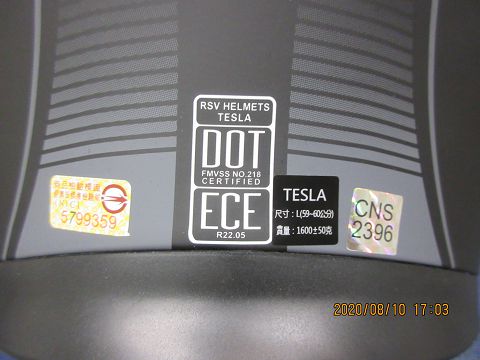 RSV HELMETS
TESLA
DOT
FMVSS NO.218
CERTIFIED
ECE
R22.05
TESLA
尺寸：L(59~60公分)
質量：1600±50克
CNS
2396
5799359
2020/08/10 17:03